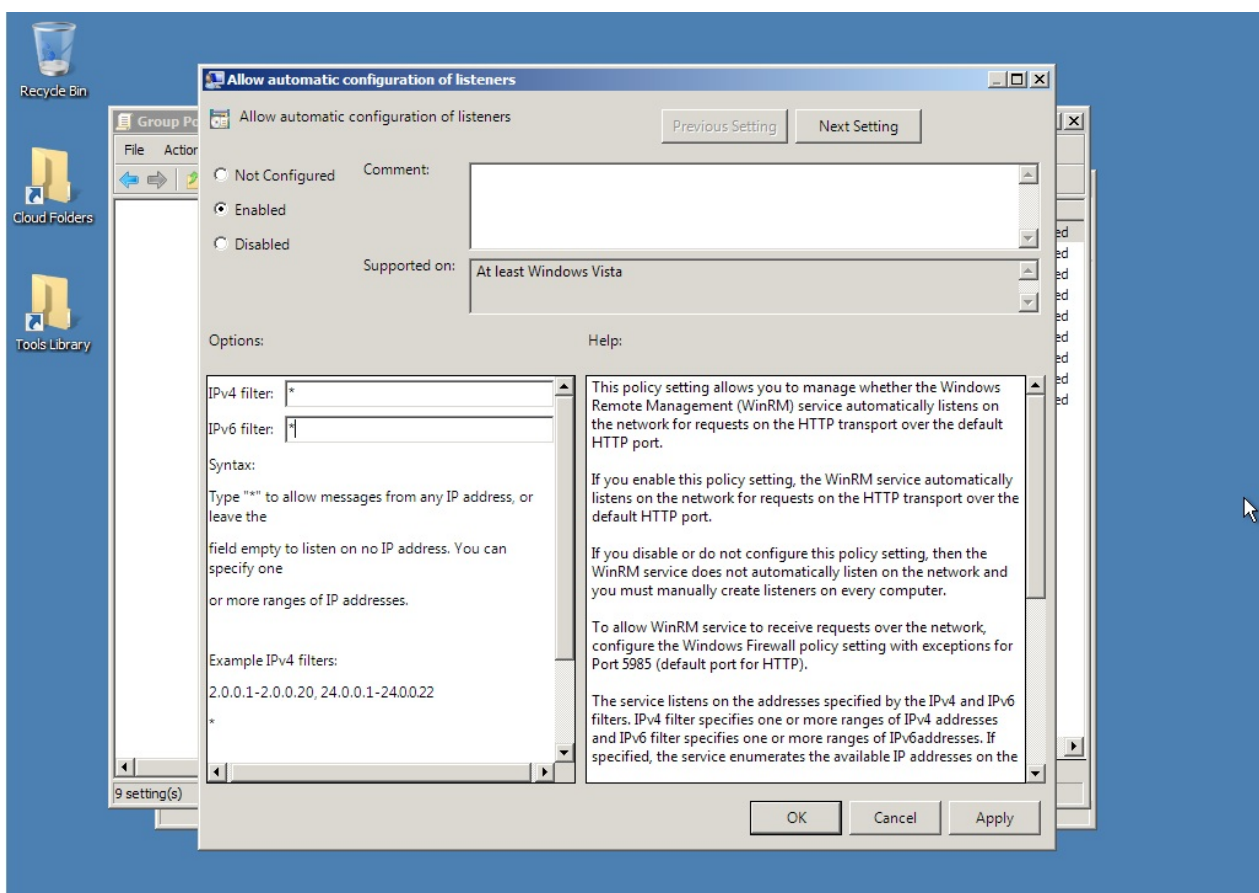 Recycle Bin
Cloud Folders
Tools Library
Group Po
File Action
9 setting(s)
Allow automatic configuration of listeners
Allow automatic configuration of listeners
Previous Setting
Next Setting
Not Configured
Enabled
Disabled
Comment:
Supported on:
At least Windows Vista
Options:
Help:
IPv4 filter: *
IPv6 filter: *
Syntax:
Type "*" to allow messages from any IP address, or
leave the
field empty to listen on no IP address. You can
specify one
or more ranges of IP addresses.
Example IPv4 filters:
2.0.0.1-2.0.0.20, 24.0.0.1-24.0.0.22
*
This policy setting allows you to manage whether the Windows
Remote Management (WinRM) service automatically listens on
the network for requests on the HTTP transport over the default
HTTP port.
If you enable this policy setting, the WinRM service automatically
listens on the network for requests on the HTTP transport over the
default HTTP port.
If you disable or do not configure this policy setting, then the
WinRM service does not automatically listen on the network and
you must manually create listeners on every computer.
To allow WinRM service to receive requests over the network,
configure the Windows Firewall policy setting with exceptions for
Port 5985 (default port for HTTP).
The service listens on the addresses specified by the IPv4 and IPv6
filters. IPv4 filter specifies one or more ranges of IPv4 addresses
and IPv6 filter specifies one or more ranges of IPv6addresses. If
specified, the service enumerates the available IP addresses on the
OK
Cancel
Apply
ed
ed
ed
ed
ed
ed
ed
ed
ed